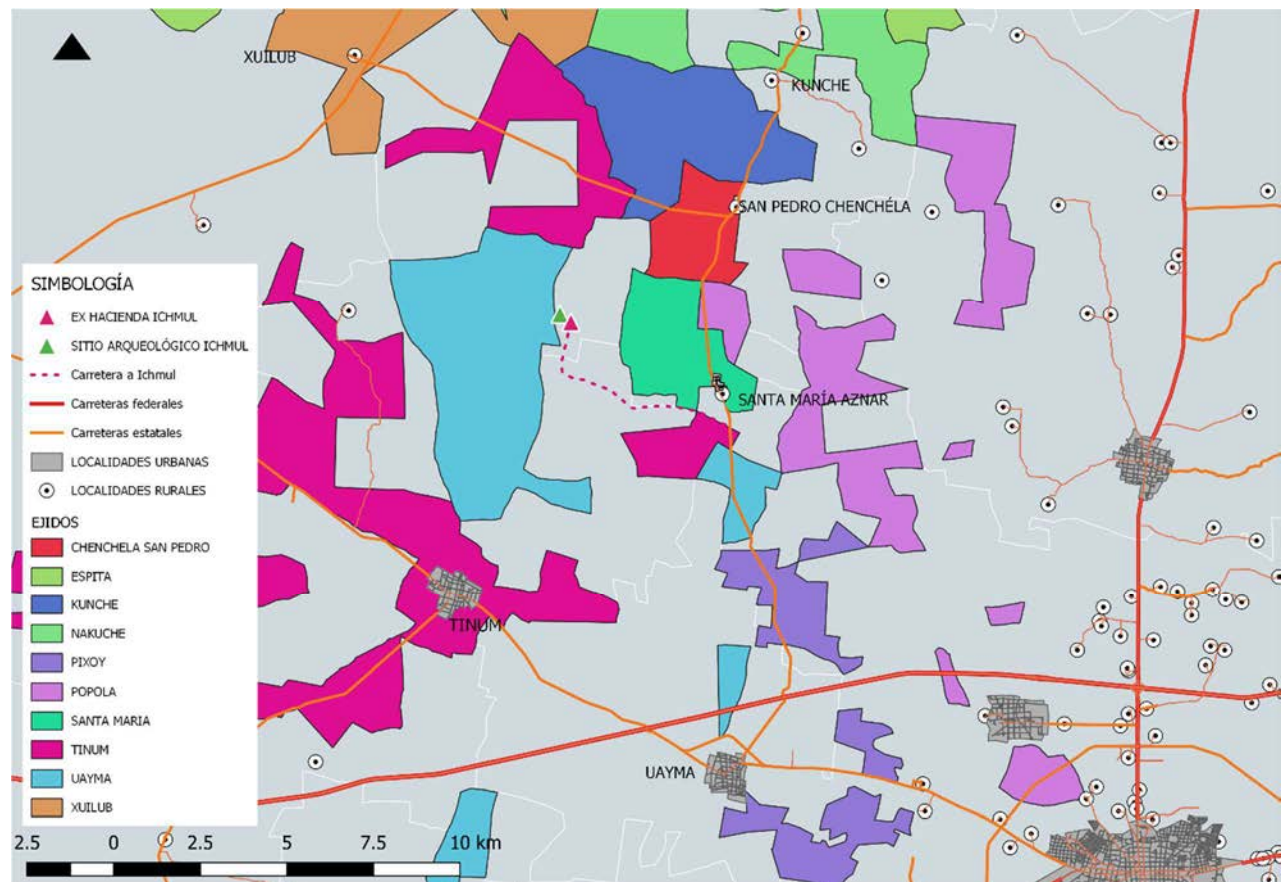 XUILUB
KUNCHE
SAN PEDRO CHENCHÉLA
SIMBOLOGÍA
EX HACIENDA ICHMUL
SITIO ARQUEOLÓGICO ICHMUL
Carretera a Ichmul
Carreteras federales
Carreteras estatales
LOCALIDADES URBANAS
LOCALIDADES RURALES
EJIDOS
CHENCHELA SAN PEDRO
ESPITA
KUNCHE
NAKUCHE
PIXOY
POPOLA
SANTA MARIA
TINUM
UAYMA
XUILUB
SANTA MARÍA AZNAR
TINUM
UAYMA
2.5 0 2.5 5 7.5 10 km